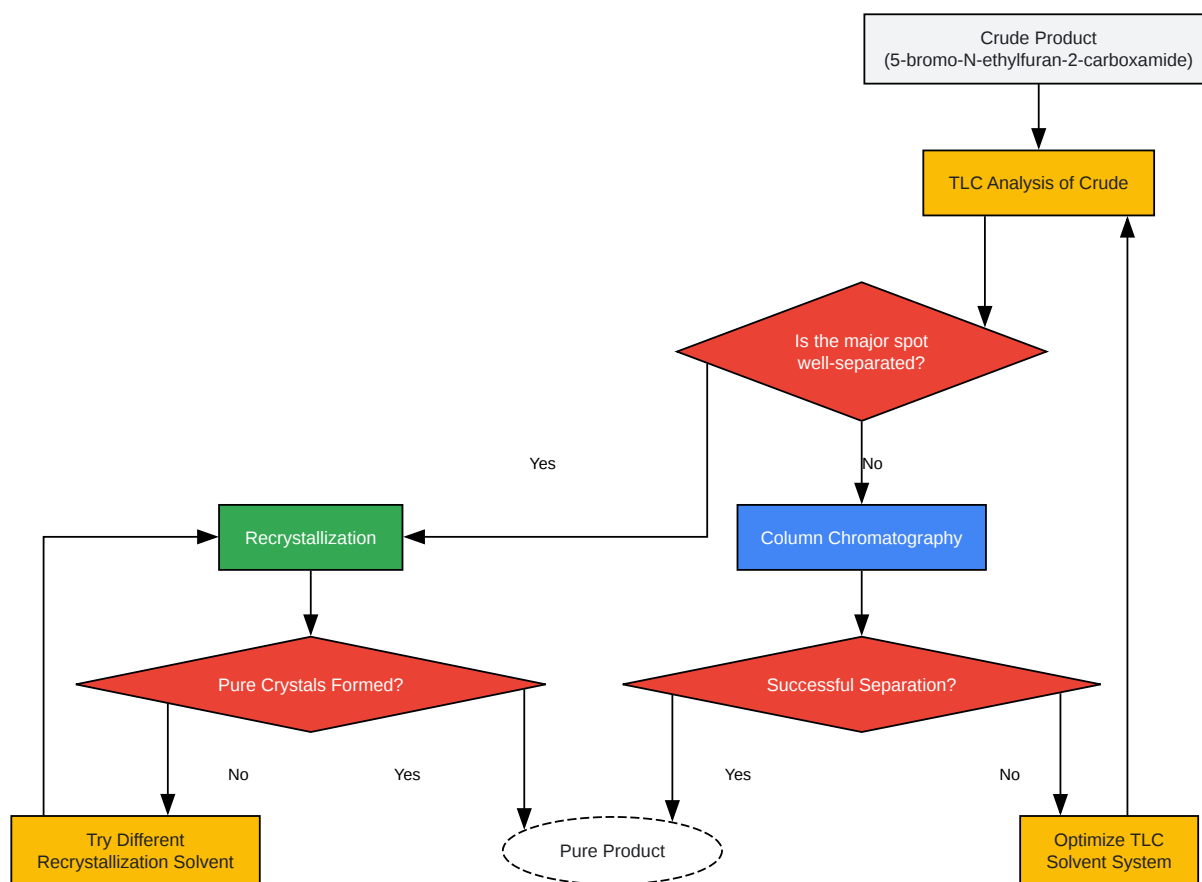 Crude Product
(5-bromo-N-ethylfuran-2-carboxamide)
TLC Analysis of Crude
Is the major spot
well-separated?
Yes
No
Recrystallization
Column Chromatography
Pure Crystals Formed?
Successful Separation?
No
Yes
Yes
No
Try Different
Recrystallization Solvent
Pure Product
Optimize TLC
Solvent System